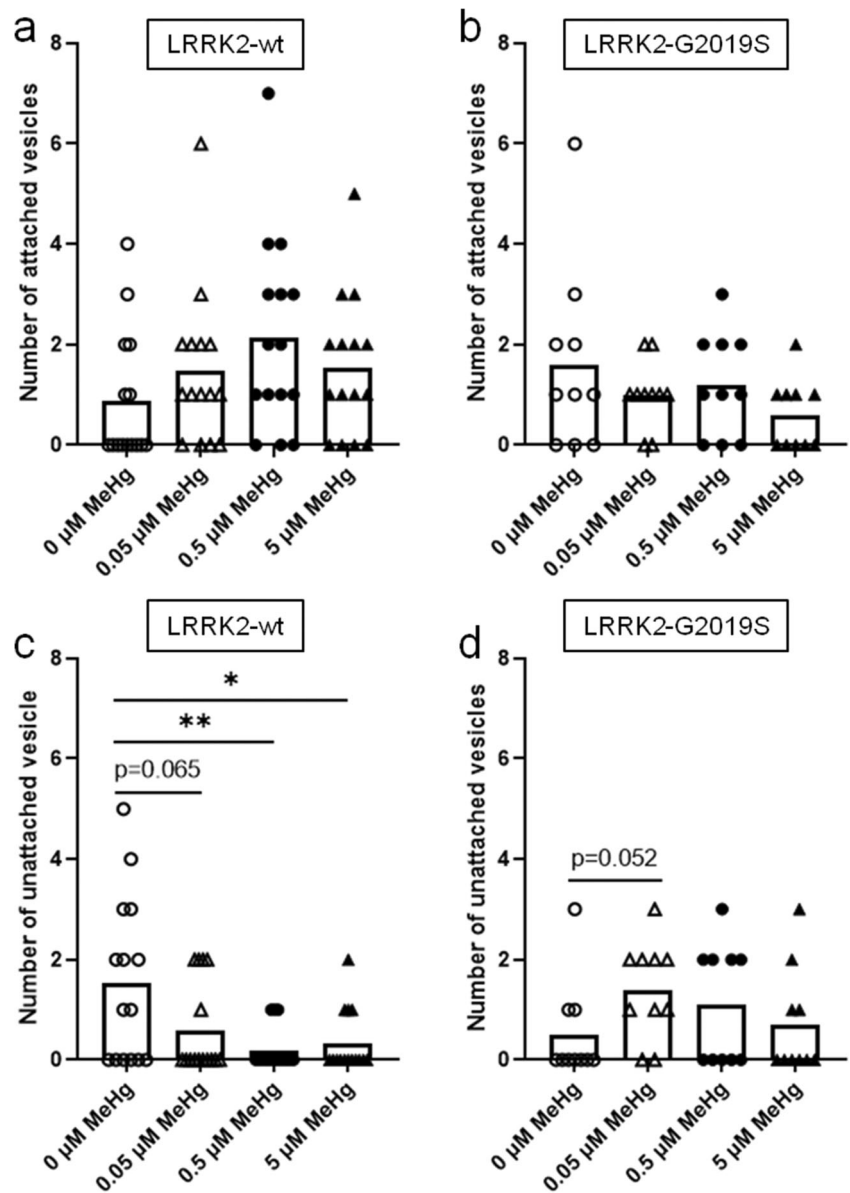 a
LRRK2-wt
Number of attached vesicles
8
6
4
2
0
0 µM MeHg
0.05 µM MeHg
0.5 µM MeHg
5 µM MeHg
b
LRRK2-G2019S
Number of attached vesicles
8
6
4
2
0
0 µM MeHg
0.05 µM MeHg
0.5 µM MeHg
5 µM MeHg
c
LRRK2-wt
Number of unattached vesicle
8
6
4
2
0
*
**
p=0.065
0 µM MeHg
0.05 µM MeHg
0.5 µM MeHg
5 µM MeHg
d
LRRK2-G2019S
Number of unattached vesicles
8
6
4
2
0
p=0.052
0 µM MeHg
0.05 µM MeHg
0.5 µM MeHg
5 µM MeHg